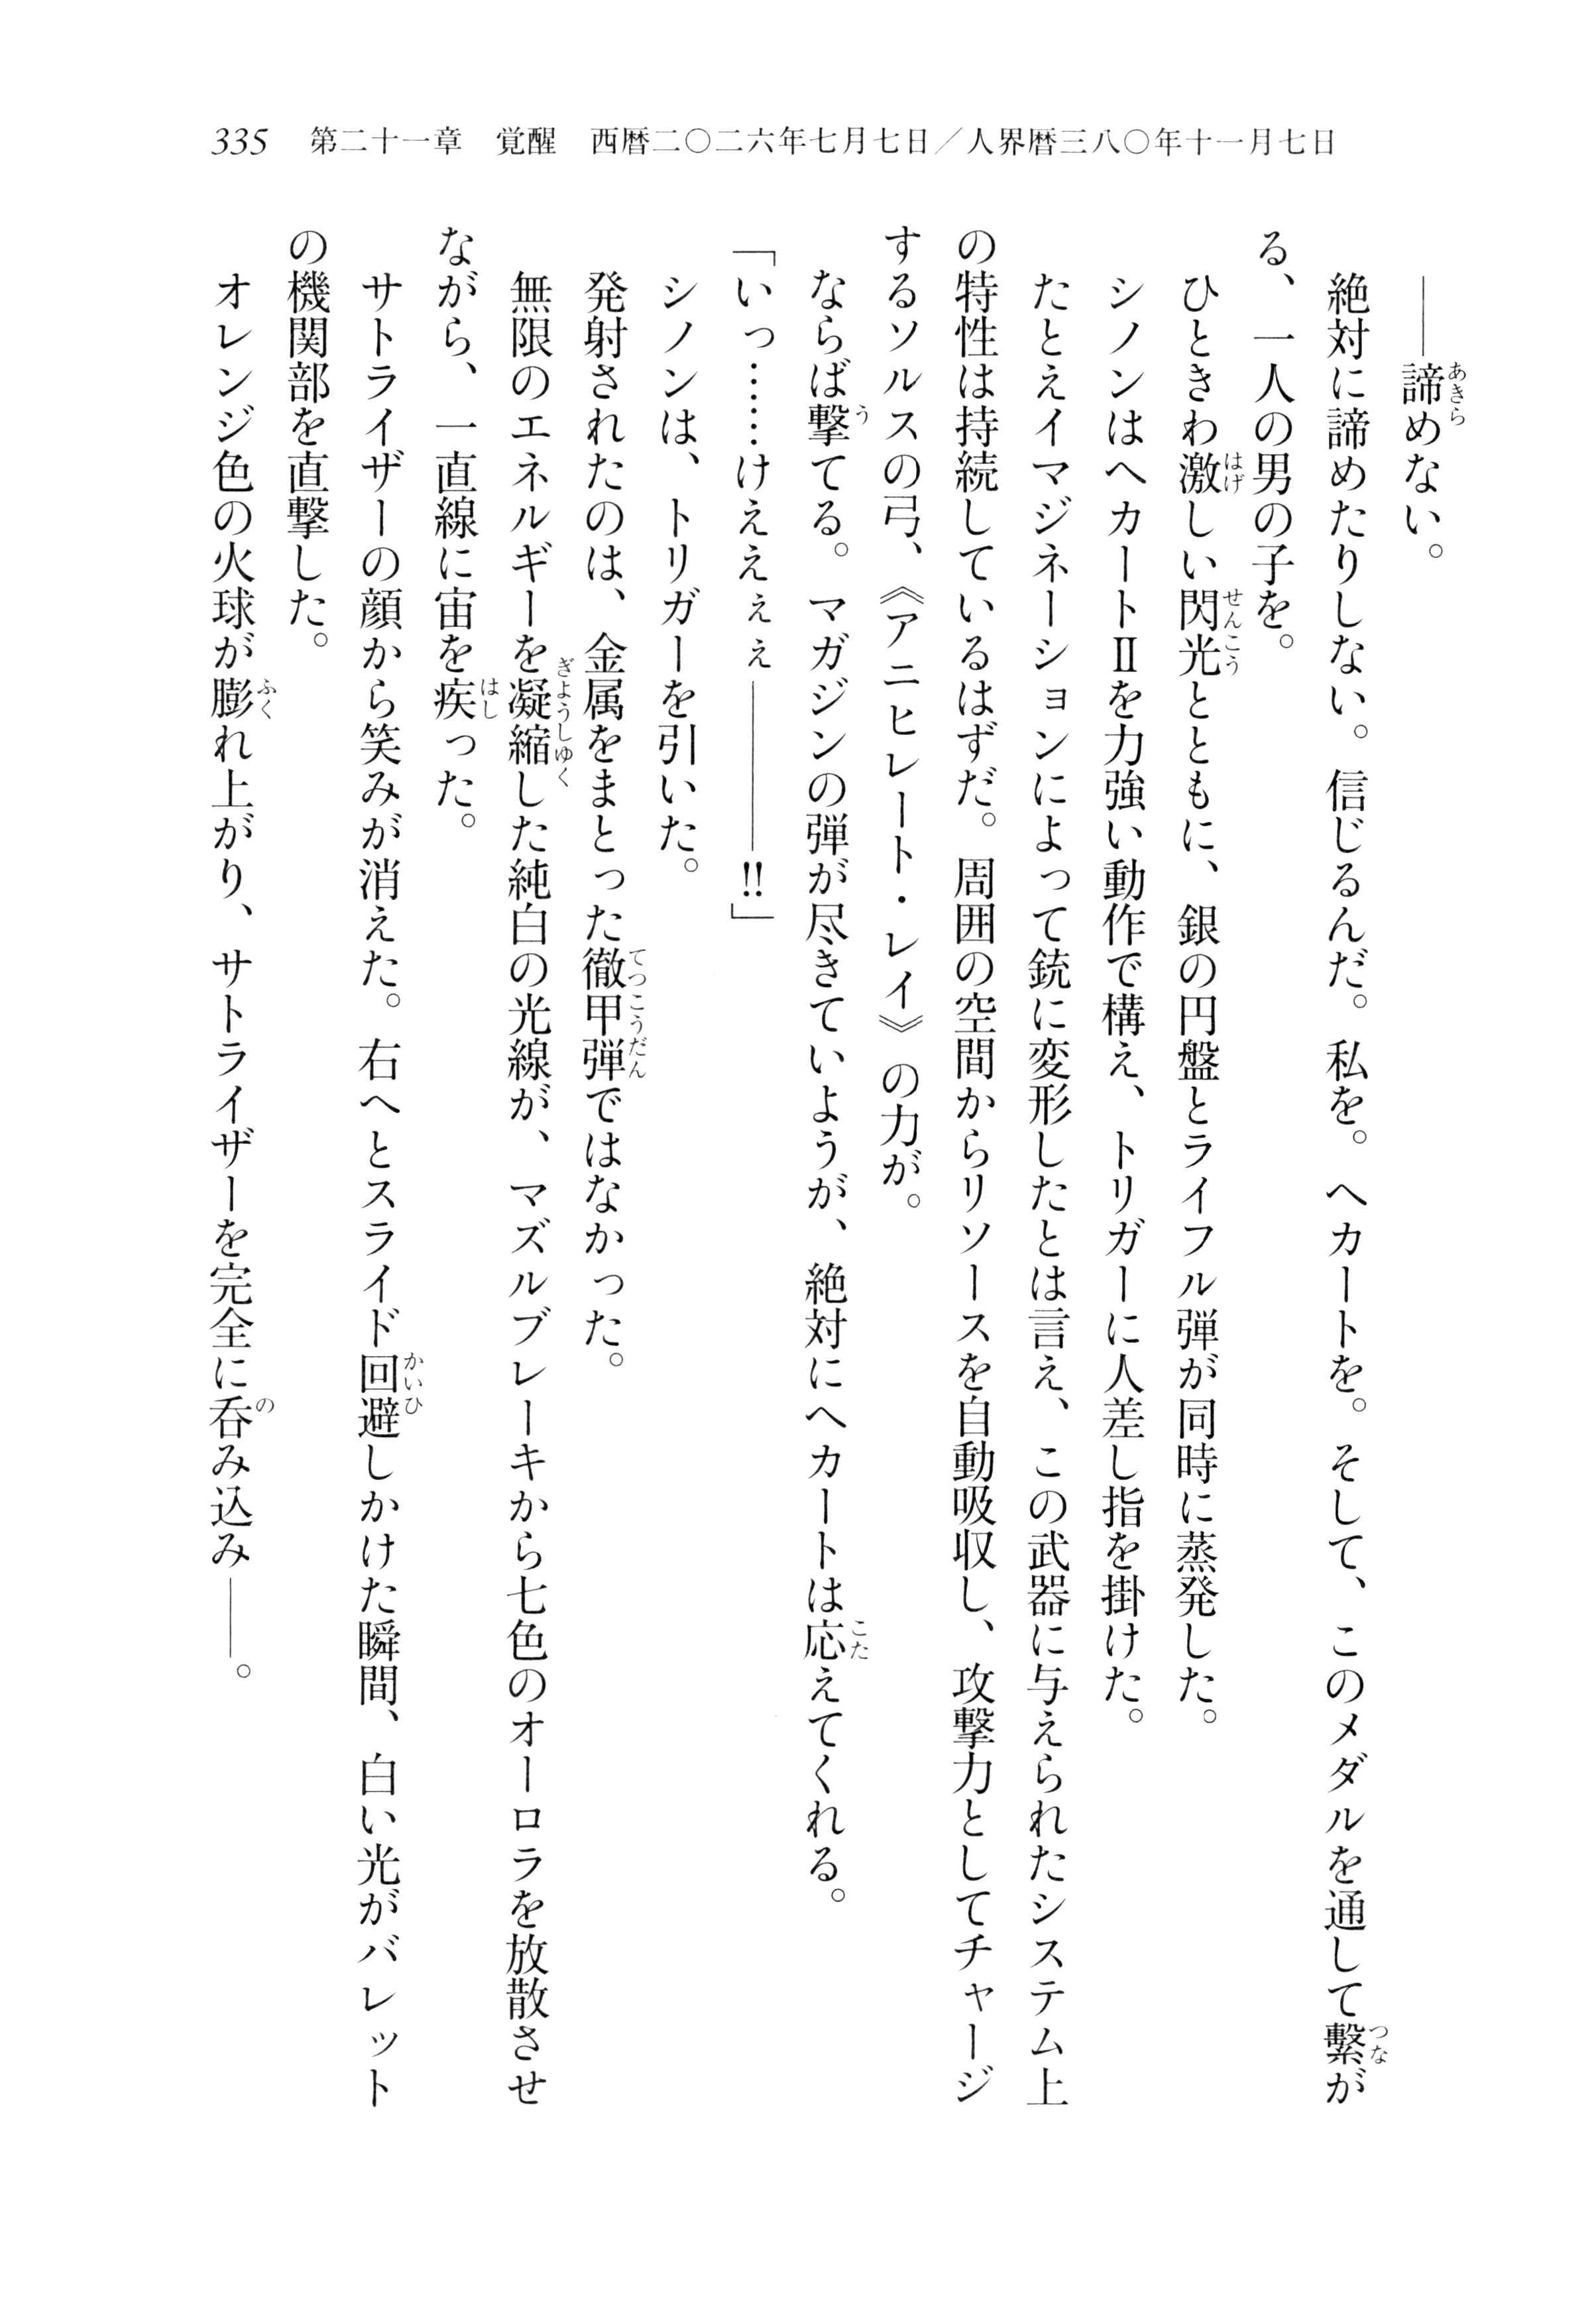 335　第二十一章　覚醒　西暦二〇二六年七月七日／人界暦三八〇年十一月七日
――諦めない。
絶対に諦めたりしない。信じるんだ。私を。ヘカートを。そして、このメダルを通して繋が
る、一人の男の子を。
ひときわ激しい閃光とともに、銀の円盤とライフル弾が同時に蒸発した。
シノンはヘカートⅡを力強い動作で構え、トリガーに人差し指を掛けた。
たとえイマジネーションによって銃に変形したとは言え、この武器に与えられたシステム上
の特性は持続しているはずだ。周囲の空間からリソースを自動吸収し、攻撃力としてチャージ
するソルスの弓、《アニヒレート・レイ》の力が。
ならば撃てる。マガジンの弾が尽きていようが、絶対にヘカートは応えてくれる。
「いっ……けえええぇぇ――――!!」
シノンは、トリガーを引いた。
発射されたのは、金属をまとった徹甲弾ではなかった。
無限のエネルギーを凝縮した純白の光線が、マズルブレーキから七色のオーロラを放散させ
ながら、一直線に宙を疾った。
サトライザーの顔から笑みが消えた。右へとスライド回避しかけた瞬間、白い光がバレット
の機関部を直撃した。
オレンジ色の火球が膨れ上がり、サトライザーを完全に呑み込み――。